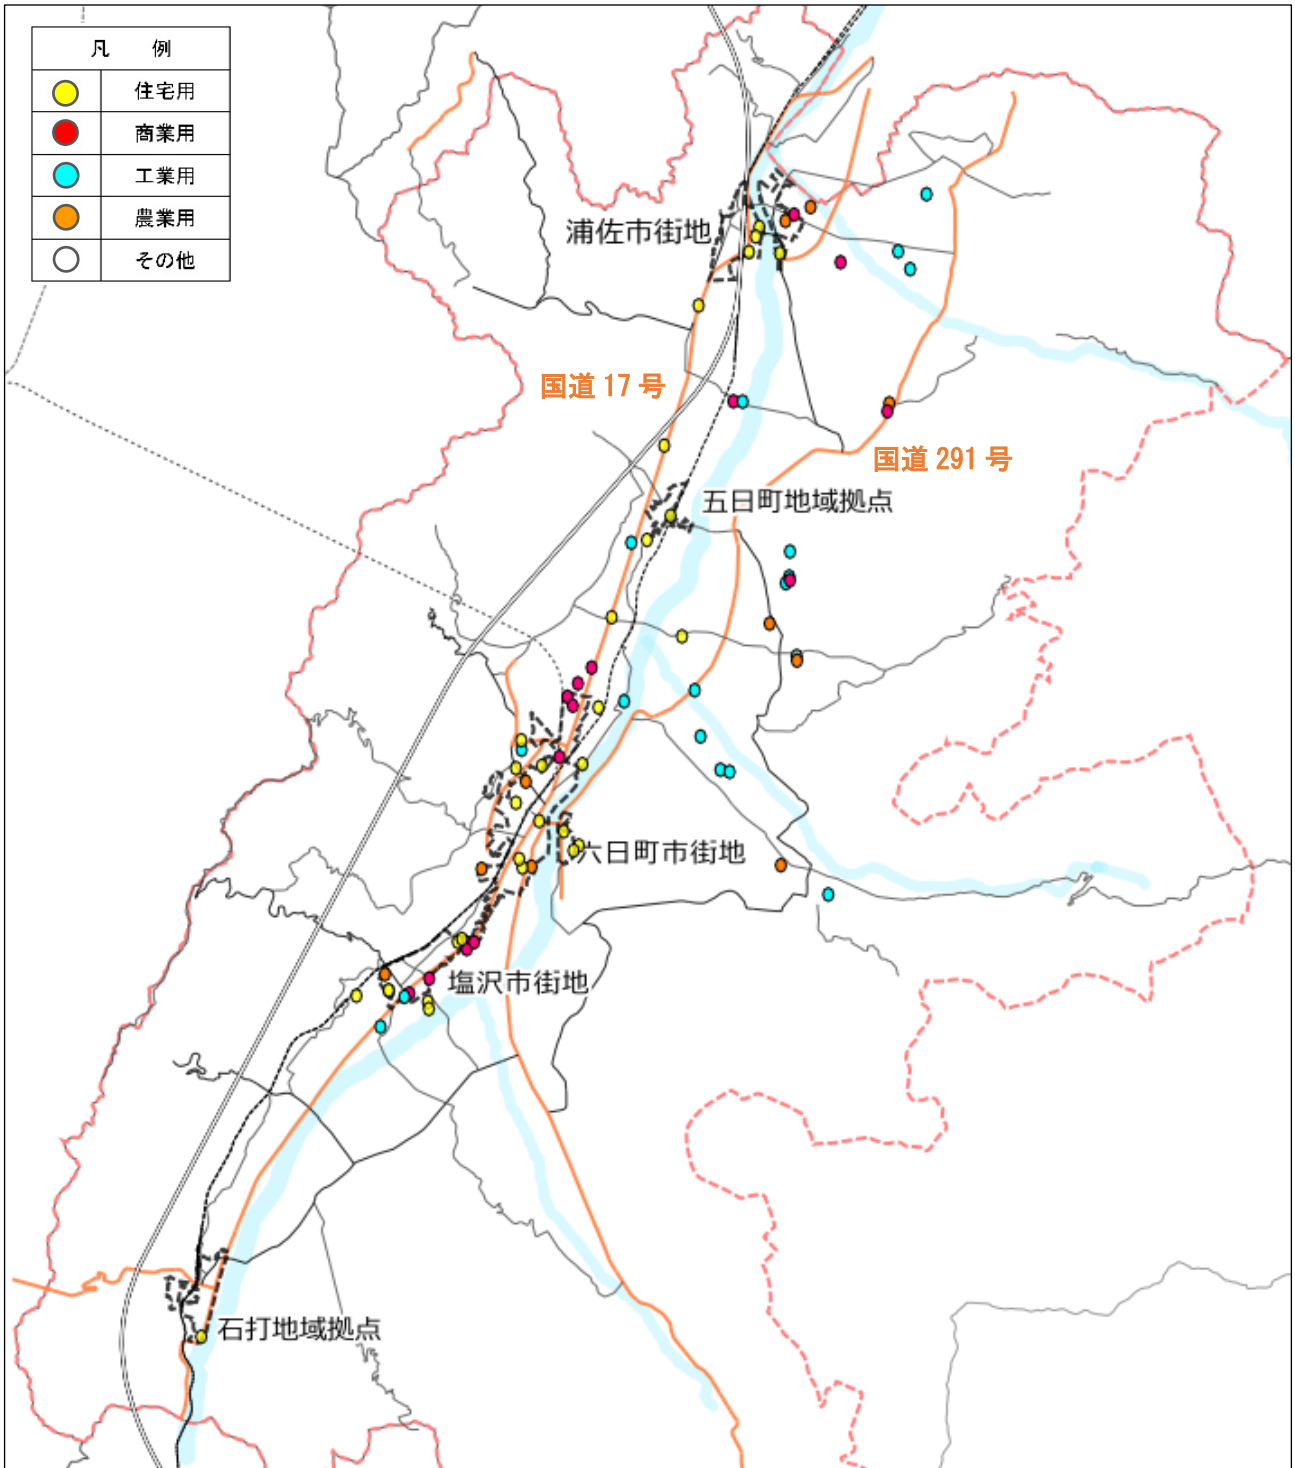 凡 例
住宅用
商業用
工業用
農業用
その他
浦佐市街地
国道 17 号
国道 291 号
五日町地域拠点
六日町市街地
塩沢市街地
石打地域拠点